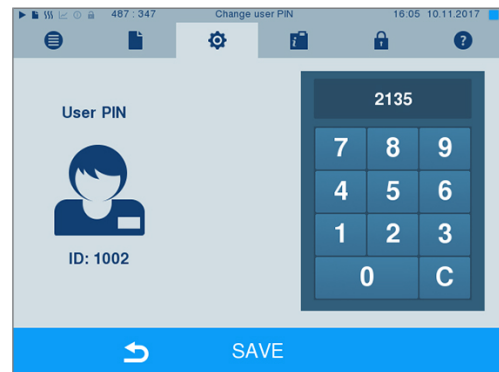 487 : 347 Change user PIN 16:05 10.11.2017
i ?
User PIN
2135
7 8 9
4 5 6
1 2 3
0 C
ID: 1002
SAVE